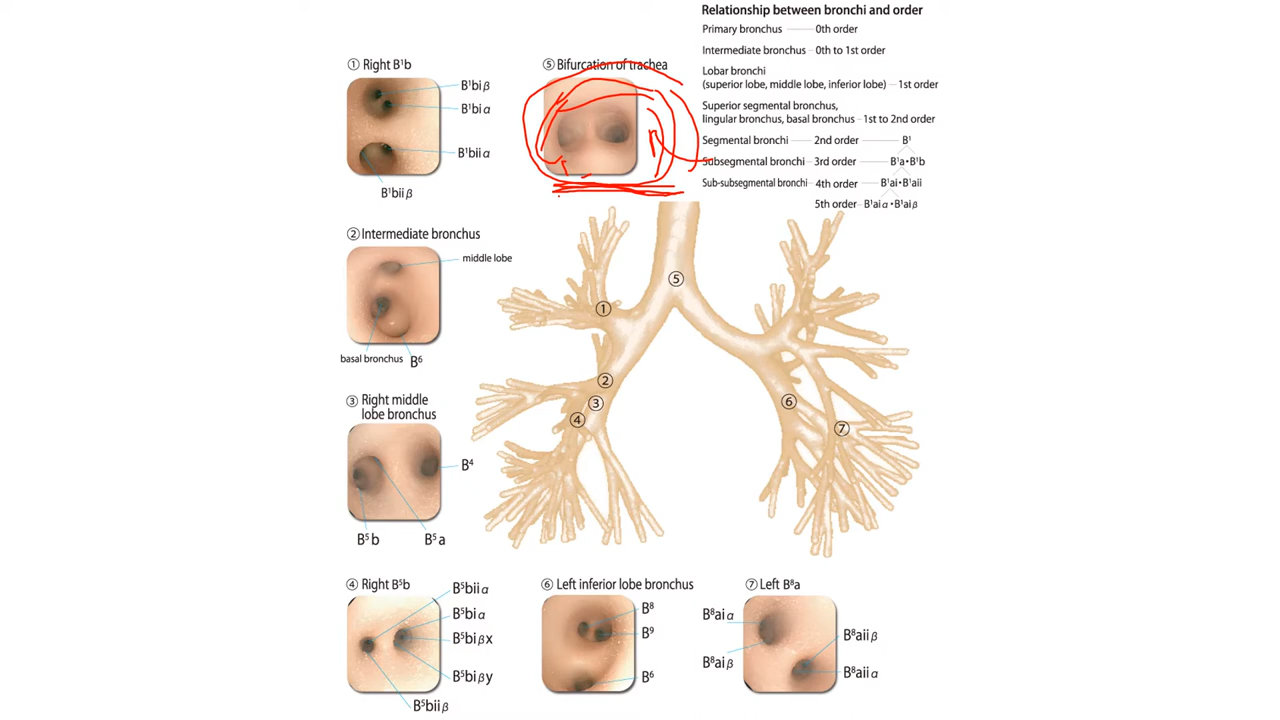 Relationship between bronchi and order
Primary bronchus 0th order
Intermediate bronchus 0th to 1st order
Lobar bronchi
(superior lobe, middle lobe, inferior lobe) 1st order
Superior segmental bronchus,
lingular bronchus, basal bronchus 1st to 2nd order
Segmental bronchi 2nd order B¹
Subsegmental bronchi 3rd order B¹a•B¹b
Sub-subsegmental bronchi 4th order B¹ai•B¹aii
5th order B¹aiα•B¹aiβ
① Right B¹b
B¹biβ
B¹biα
B¹biiα
B¹biiβ
⑤ Bifurcation of trachea
② Intermediate bronchus
middle lobe
basal bronchus B⁶
③ Right middle
lobe bronchus
B⁴
B⁵b B⁵a
⑤
①
②
③
④
⑥
⑦
④ Right B⁵b
B⁵biiα
B⁵biα
B⁵biβx
B⁵biβy
B⁵biiβ
⑥ Left inferior lobe bronchus
B⁸
B⁹
B⁶
⑦ Left B⁸a
B⁸aiα
B⁸aiβ
B⁸aiiβ
B⁸aiiα